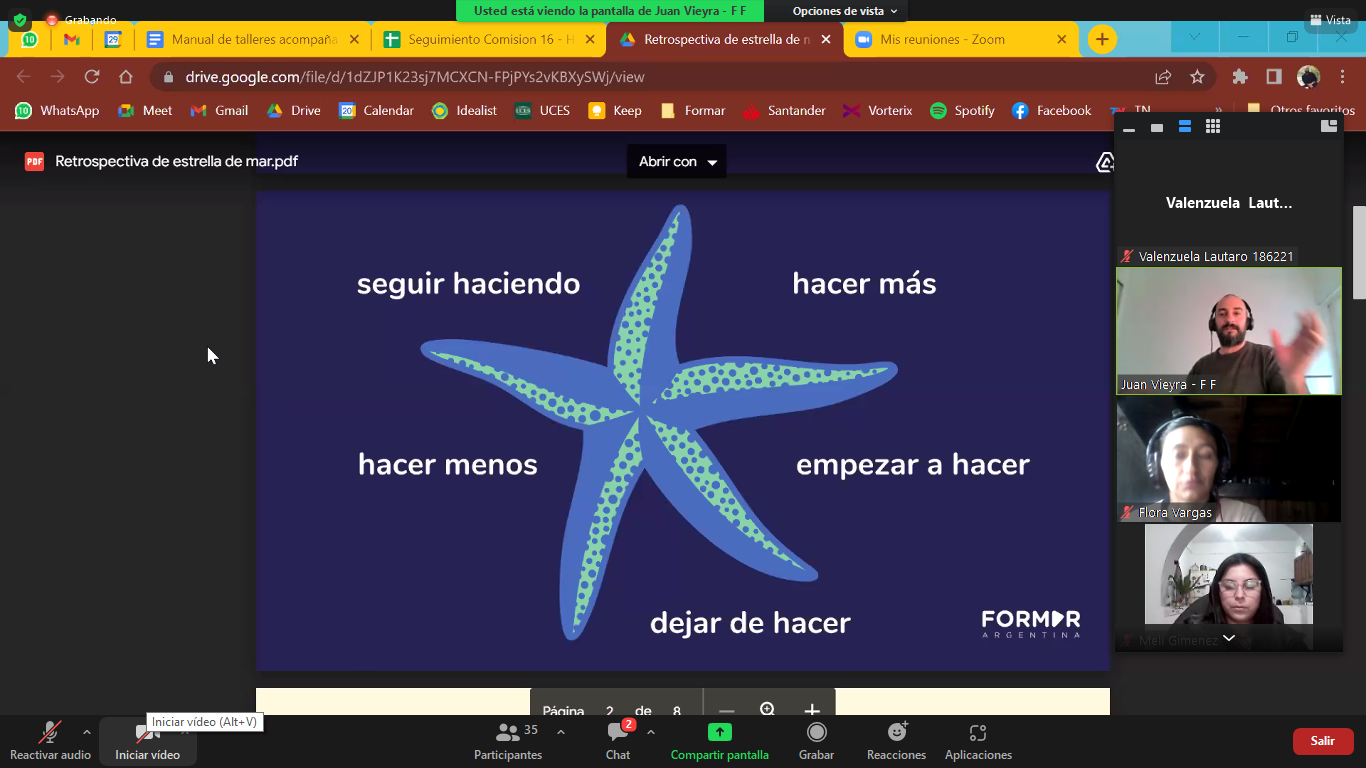 Usted está viendo la pantalla de Juan Vieyra - F F
Opciones de vista
Grabando
Vista
10
29
Manual de talleres acompaña
Seguimiento Comision 16 - H
Retrospectiva de estrella de m
Mis reuniones - Zoom
drive.google.com/file/d/1dZJP1K23sj7MCXCN-FPjPYs2vKBXySWj/view
10 WhatsApp
Meet
Gmail
Drive
20 Calendar
Idealist
UCES
Keep
Formar
Santander
Vorterix
Spotify
Facebook
TN
»
Otros favoritos
PDF Retrospectiva de estrella de mar.pdf
Abrir con
Valenzuela Laut...
Valenzuela Lautaro 186221
Juan Vieyra - F F
Flora Vargas
Meli Gimenez
seguir haciendo
hacer más
hacer menos
empezar a hacer
dejar de hacer
FORMAR
ARGENTINA
Página 2 de 8
Iniciar vídeo (Alt+V)
Reactivar audio
Iniciar vídeo
35
Participantes
2
Chat
Compartir pantalla
Grabar
Reacciones
Aplicaciones
Salir